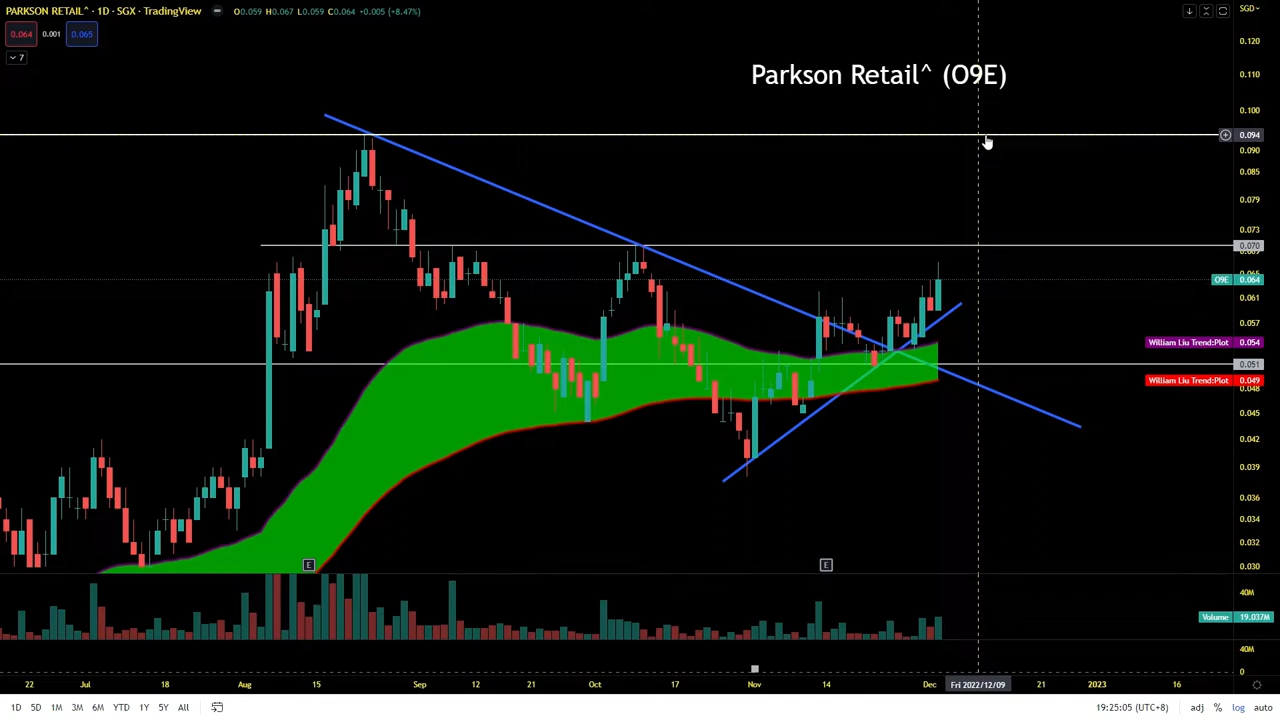 PARKSON RETAIL^ · 1D · SGX · TradingView
O0.059 H0.067 L0.059 C0.064 +0.005 (+8.47%)
SGD
0.064 0.001 0.065
7
Parkson Retail^ (O9E)
0.120
0.110
0.100
0.094
0.090
0.085
0.079
0.073
0.070
O9E 0.064
0.061
0.057
William Liu Trend:Plot 0.054
0.051
William Liu Trend:Plot 0.049
0.048
0.045
0.042
0.039
0.036
0.034
0.032
0.030
E E
40M
Volume 19.037M
40M
0
22 Jul 18 Aug 15 Sep 12 21 Oct 17 Nov 14 Dec Fri 2022/12/09 21 2023 16
1D 5D 1M 3M 6M YTD 1Y 5Y All
19:25:05 (UTC+8) adj % log auto